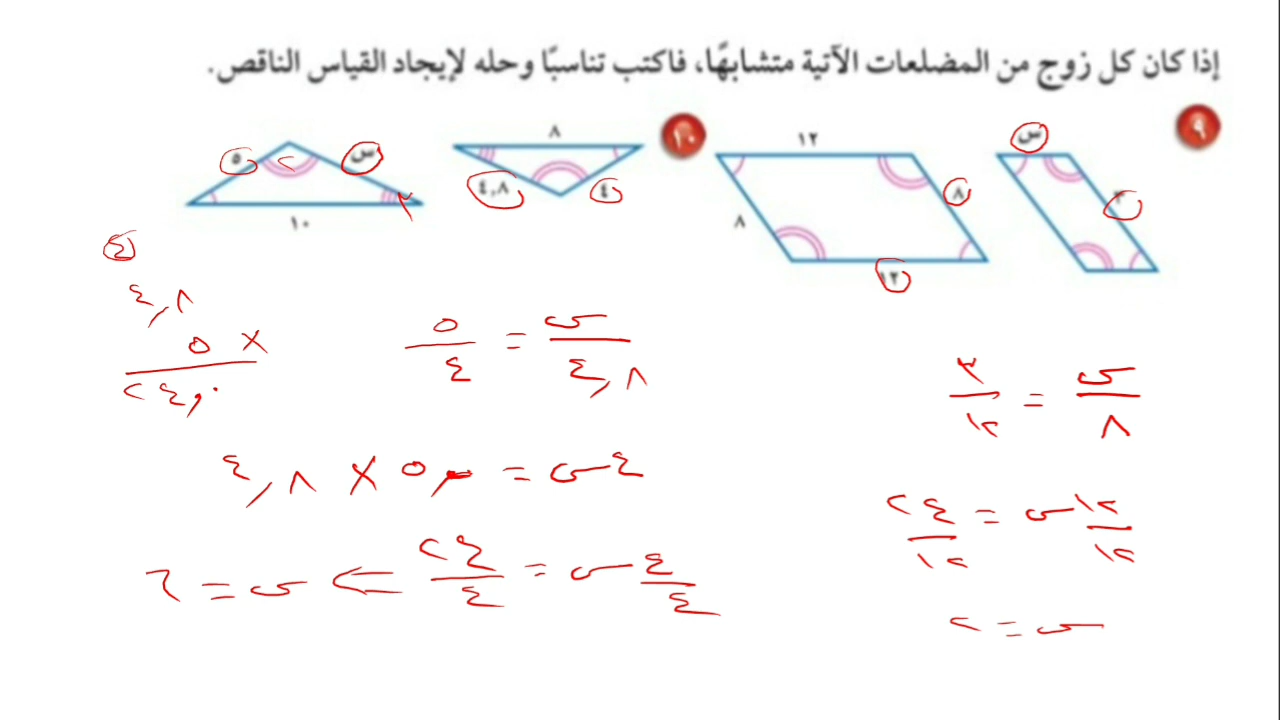 إذا كان كل زوج من المضلعات الآتية متشابهًا، فاكتب تناسبًا وحله لإيجاد القياس الناقص.
٩
س
٣
١٢
٨
٨
١٢
١٠
٨
٤,٨
٤
٥
س
١٠
س/٨ = ٣/١٢
١٢س/١٢ = ٢٤/١٢
س = ٢
س/٤,٨ = ٥/٤
٤س = ٥ × ٤,٨
٤س/٤ = ٢٤/٤ ⇐ س = ٦
٤
٤,٨
× ٥
٢٤,٠